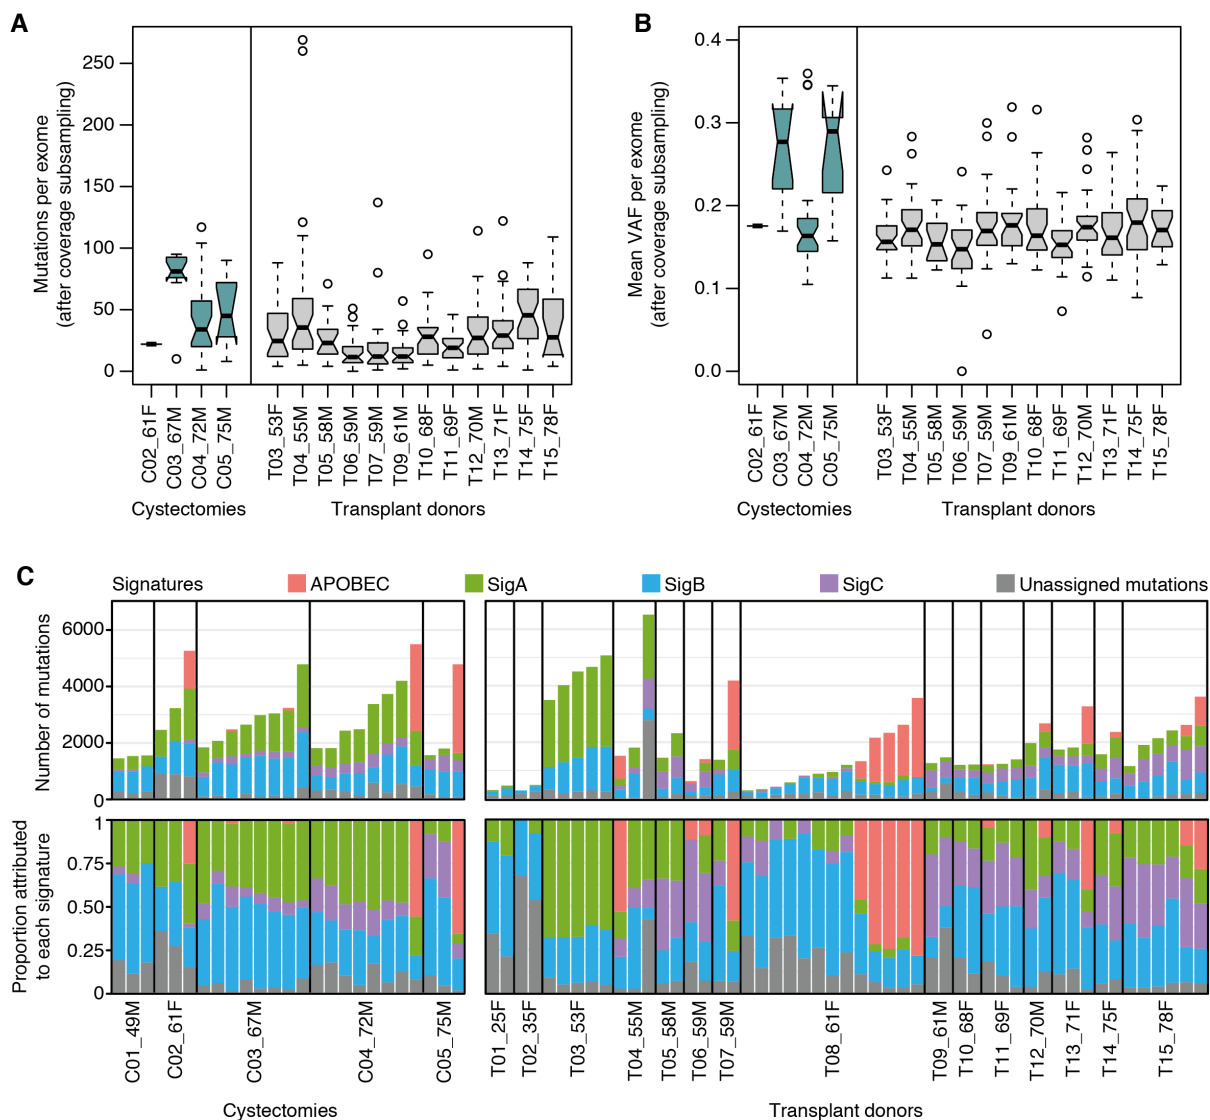 A
Mutations per exome
(after coverage subsampling)
250
200
150
100
50
0
C02_61F
C03_67M
C04_72M
C05_75M
T03_53F
T04_55M
T05_58M
T06_59M
T07_59M
T09_61M
T10_68F
T11_69F
T12_70M
T13_71F
T14_75F
T15_78F
Cystectomies
Transplant donors
B
Mean VAF per exome
(after coverage subsampling)
0.4
0.3
0.2
0.1
0.0
C02_61F
C03_67M
C04_72M
C05_75M
T03_53F
T04_55M
T05_58M
T06_59M
T07_59M
T09_61M
T10_68F
T11_69F
T12_70M
T13_71F
T14_75F
T15_78F
Cystectomies
Transplant donors
C
Signatures
APOBEC
SigA
SigB
SigC
Unassigned mutations
Number of mutations
6000
4000
2000
0
Proportion attributed
to each signature
1
0.75
0.50
0.25
0
C01_49M
C02_61F
C03_67M
C04_72M
C05_75M
T01_25F
T02_35F
T03_53F
T04_55M
T05_58M
T06_59M
T07_59M
T08_61F
T09_61M
T10_68F
T11_69F
T12_70M
T13_71F
T14_75F
T15_78F
Cystectomies
Transplant donors